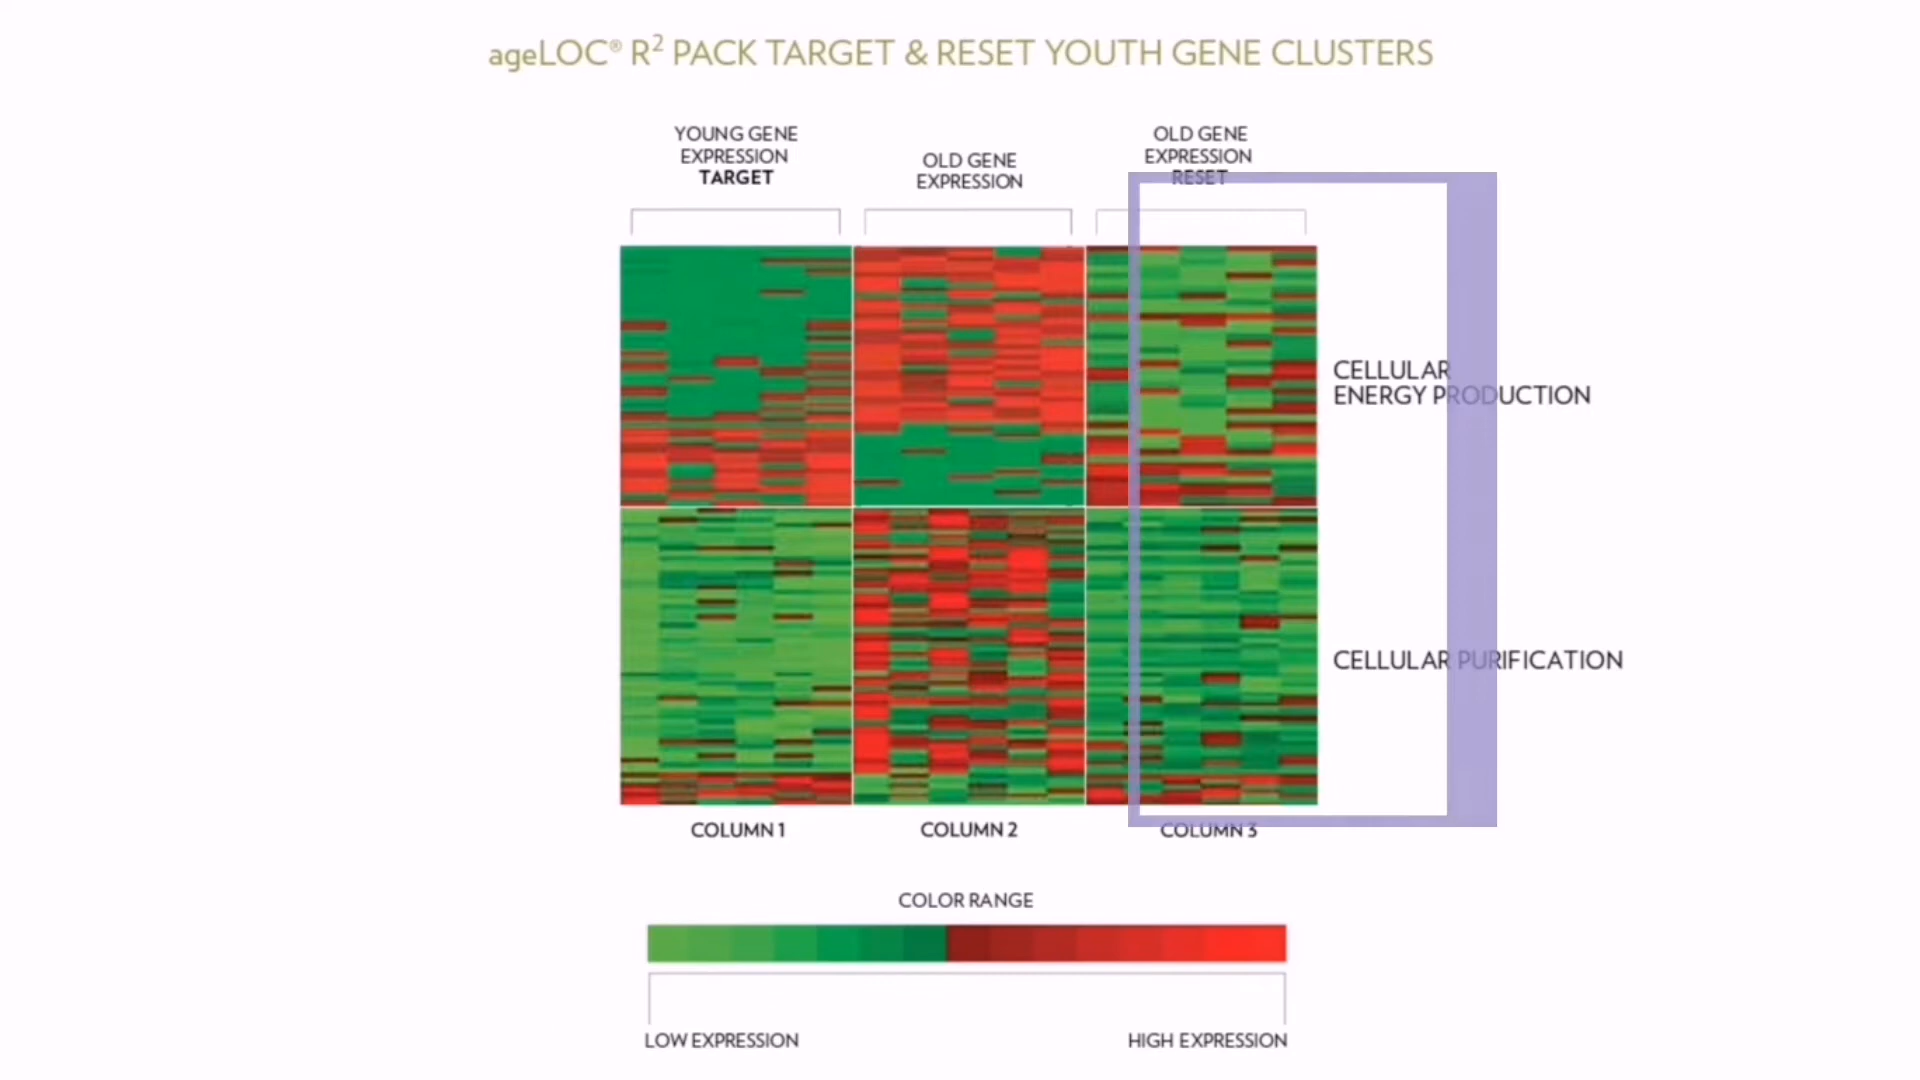 ageLOC® R² PACK TARGET & RESET YOUTH GENE CLUSTERS
YOUNG GENE
EXPRESSION
TARGET
OLD GENE
EXPRESSION
OLD GENE
EXPRESSION
RESET
CELLULAR
ENERGY PRODUCTION
CELLULAR PURIFICATION
COLUMN 1
COLUMN 2
COLUMN 3
COLOR RANGE
LOW EXPRESSION
HIGH EXPRESSION